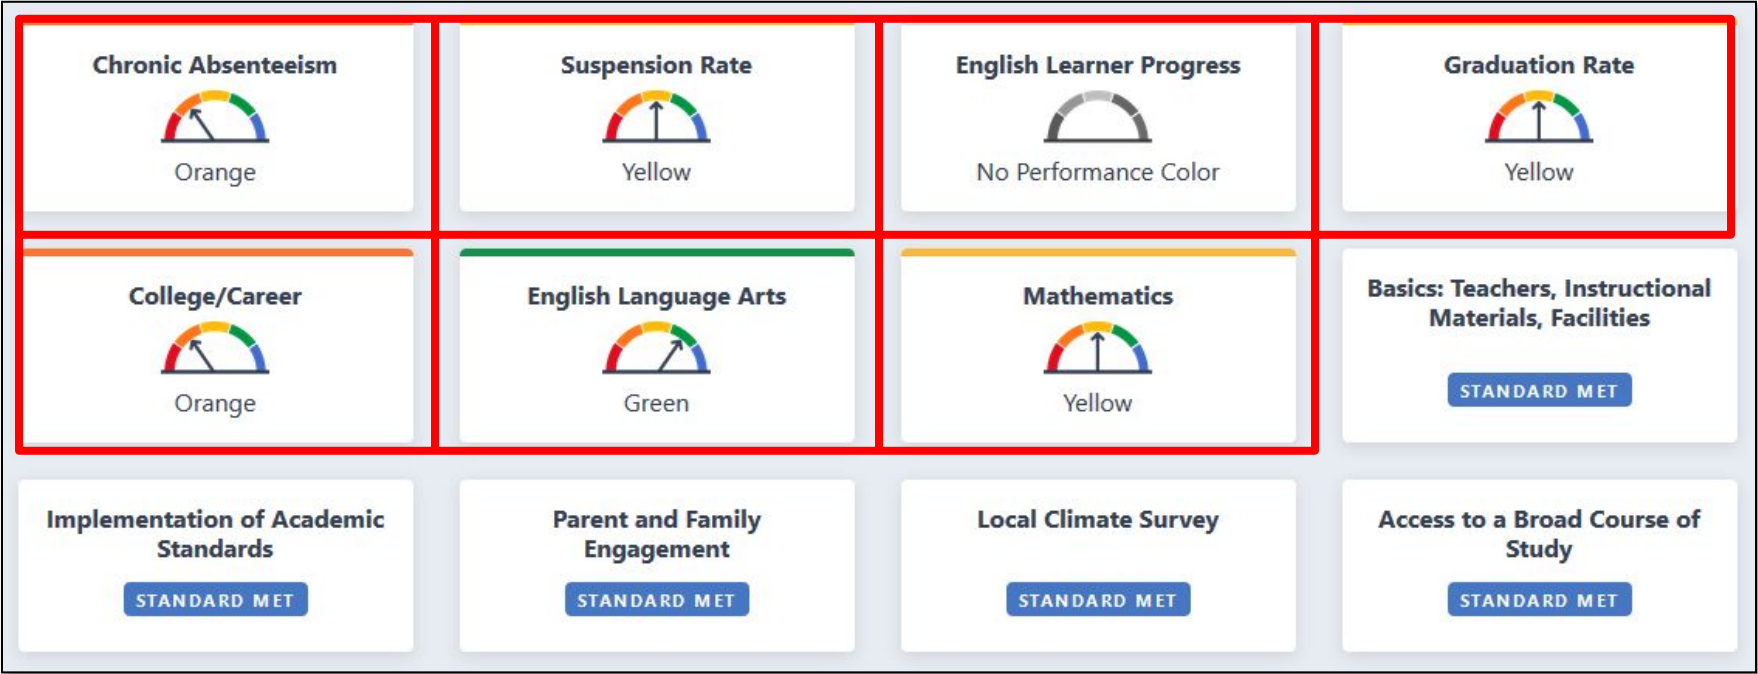 Chronic Absenteeism
Orange
Suspension Rate
Yellow
English Learner Progress
No Performance Color
Graduation Rate
Yellow
College/Career
Orange
English Language Arts
Green
Mathematics
Yellow
Basics: Teachers, Instructional
Materials, Facilities
STANDARD MET
Implementation of Academic
Standards
STANDARD MET
Parent and Family
Engagement
STANDARD MET
Local Climate Survey
STANDARD MET
Access to a Broad Course of
Study
STANDARD MET